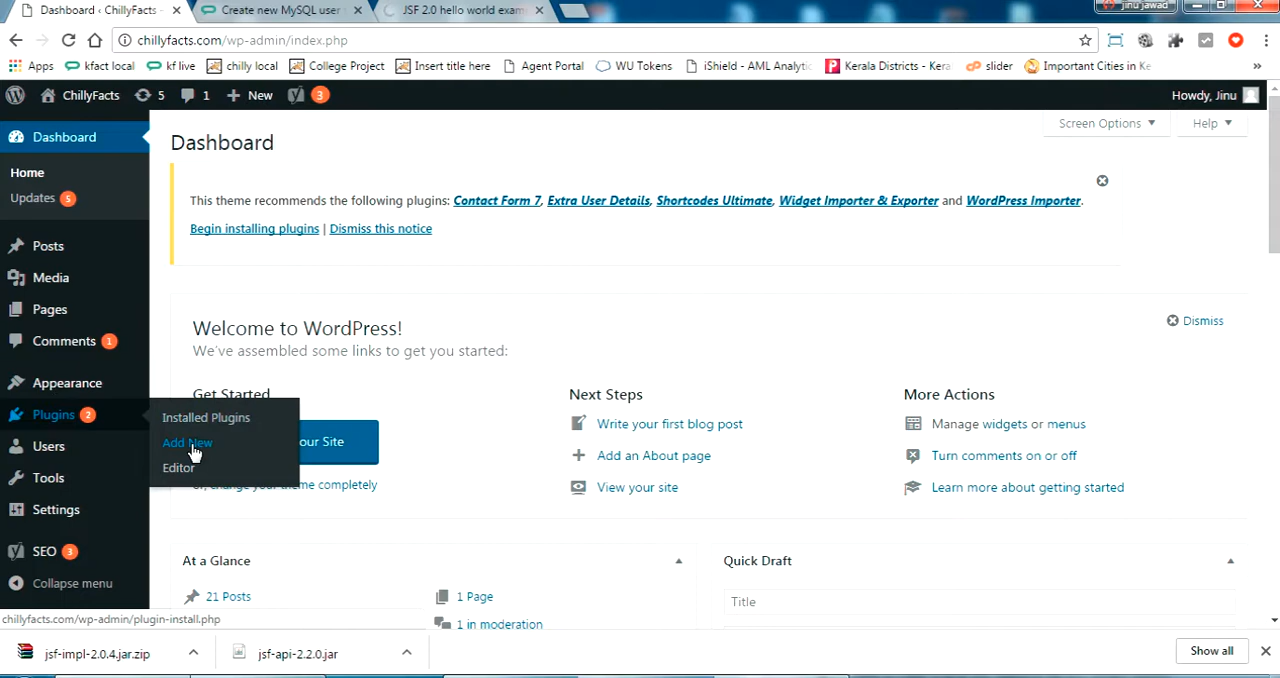 Dashboard ‹ ChillyFacts -
Create new MySQL user
JSF 2.0 hello world exam
jinu jawad
chillyfacts.com/wp-admin/index.php
Apps kfact local kf live chilly local College Project Insert title here Agent Portal WU Tokens iShield - AML Analytic Kerala Districts - Kera slider Important Cities in Ke »
ChillyFacts 5 1 New 3 Howdy, Jinu
Dashboard
Home
Updates 5
Posts
Media
Pages
Comments 1
Appearance
Plugins 2
Users
Tools
Settings
SEO 3
Collapse menu
Installed Plugins
Add New
Editor
Screen Options Help
Dashboard
This theme recommends the following plugins: Contact Form 7, Extra User Details, Shortcodes Ultimate, Widget Importer & Exporter and WordPress Importer.
Begin installing plugins | Dismiss this notice
Welcome to WordPress!
Dismiss
We've assembled some links to get you started:
Get Started
our Site
or, change your theme completely
Next Steps
Write your first blog post
Add an About page
View your site
More Actions
Manage widgets or menus
Turn comments on or off
Learn more about getting started
At a Glance
21 Posts
1 Page
1 in moderation
Quick Draft
Title
chillyfacts.com/wp-admin/plugin-install.php
jsf-impl-2.0.4.jar.zip
jsf-api-2.2.0.jar
Show all